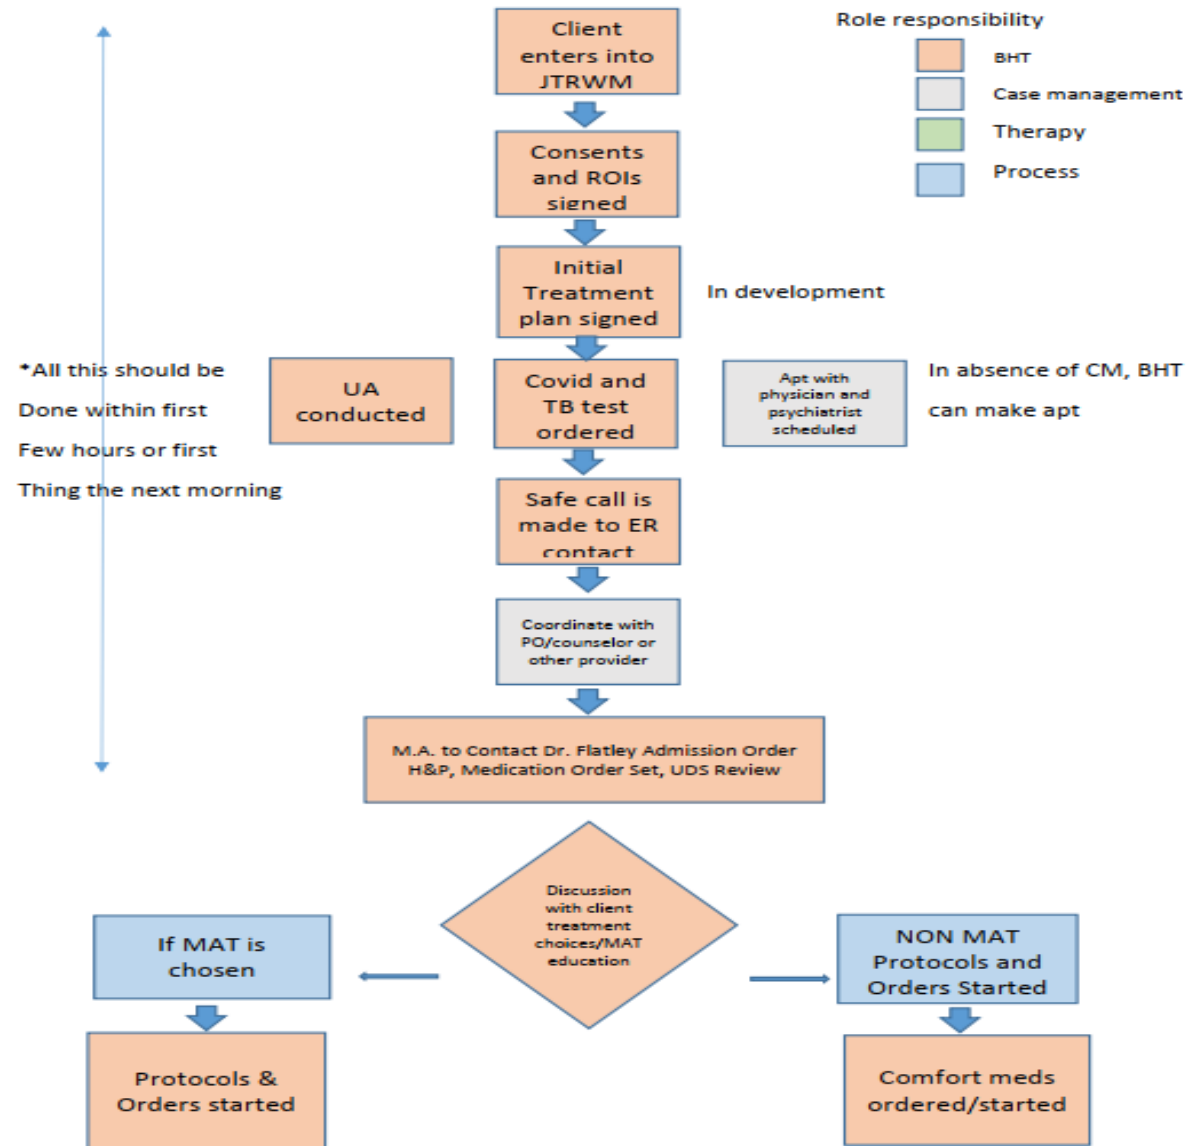 Client
enters into
JTRWM
Role responsibility
BHT
Case management
Therapy
Process
Consents
and ROIs
signed
Initial
Treatment
plan signed
In development
*All this should be
Done within first
Few hours or first
Thing the next morning
UA
conducted
Covid and
TB test
ordered
Apt with
physician and
psychiatrist
scheduled
In absence of CM, BHT
can make apt
Safe call is
made to ER
contact
Coordinate with
PO/counselor or
other provider
M.A. to Contact Dr. Flatley Admission Order
H&P, Medication Order Set, UDS Review
Discussion
with client
treatment
choices/MAT
education
If MAT is
chosen
NON MAT
Protocols and
Orders Started
Protocols &
Orders started
Comfort meds
ordered/started